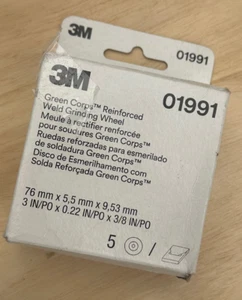 01991
3M
01991
Green Corps™ Reinforced
Weld Grinding Wheel
Meule à rectifier renforcée
pour soudures Green Corps™
Ruedas reforzadas para esmerilado
de soldadura Green Corps™
Disco de Esmerilhamento com
Solda Reforçada Green Corps™
76 mm x 5,5 mm x 9,53 mm
3 IN/PO x 0.22 IN/PO x 3/8 IN/PO
5 /